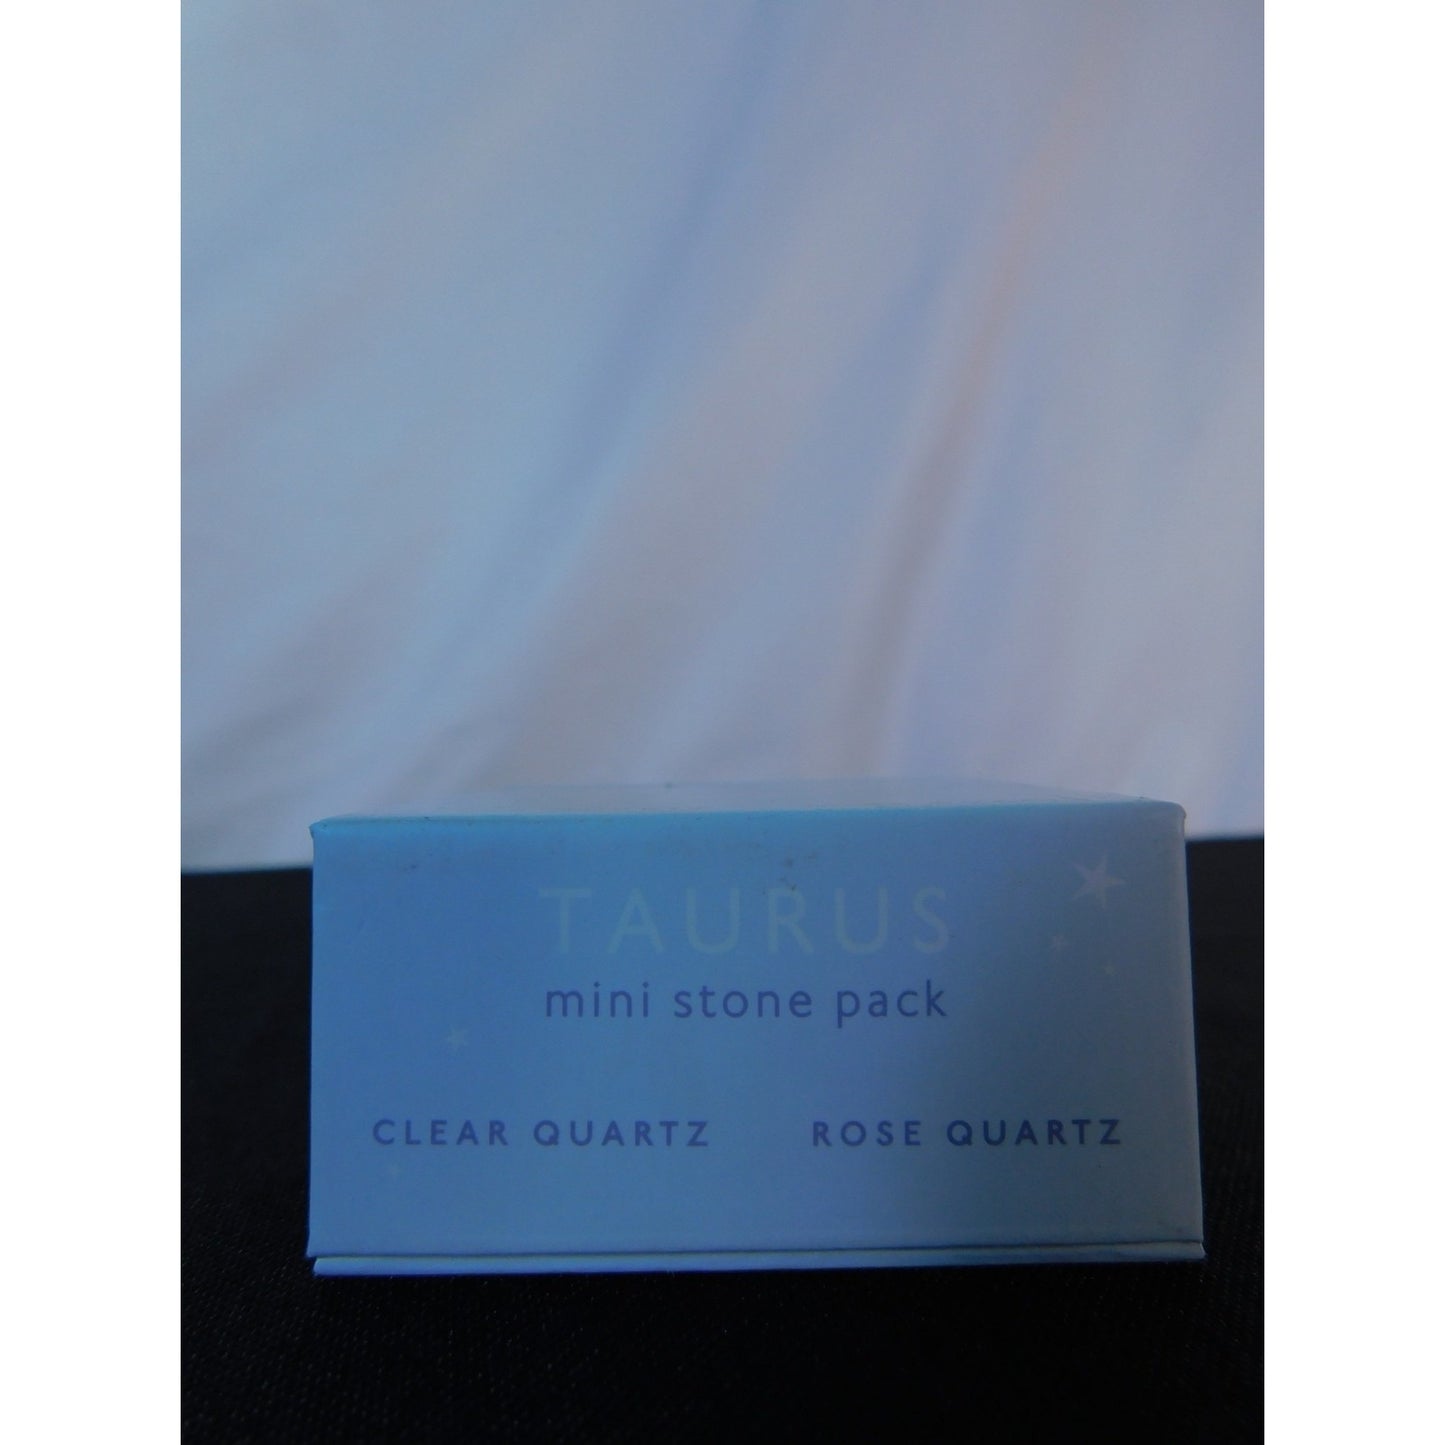 TAURUS
mini stone pack
CLEAR QUARTZ ROSE QUARTZ